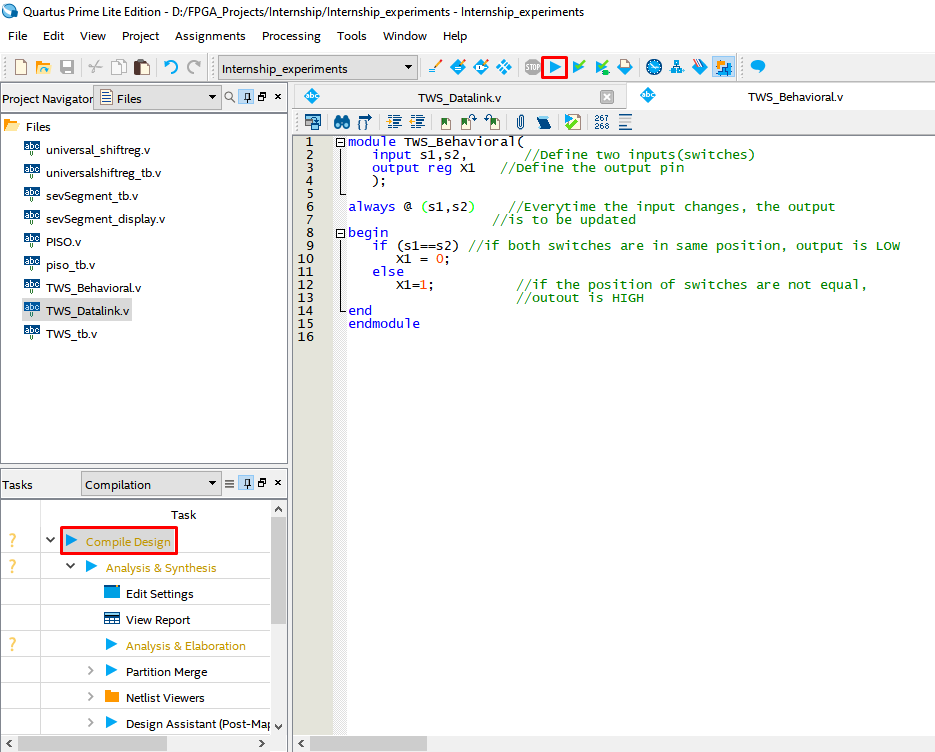 Quartus Prime Lite Edition - D:/FPGA_Projects/Internship/Internship_experiments - Internship_experiments
File Edit View Project Assignments Processing Tools Window Help
Internship_experiments
STOP
Project Navigator Files
TWS_Datalink.v
TWS_Behavioral.v
267
268
Files
universal_shiftreg.v
universalshiftreg_tb.v
sevSegment_tb.v
sevSegment_display.v
PISO.v
piso_tb.v
TWS_Behavioral.v
TWS_Datalink.v
TWS_tb.v
1 module TWS_Behavioral(
2 input s1,s2, //Define two inputs(switches)
3 output reg X1 //Define the output pin
4 );
5
6 always @ (s1,s2) //Everytime the input changes, the output
7 //is to be updated
8 begin
9 if (s1==s2) //if both switches are in same position, output is LOW
10 X1 = 0;
11 else
12 X1=1; //if the position of switches are not equal,
13 //outout is HIGH
14 end
15 endmodule
16
Tasks Compilation
Task
? Compile Design
? Analysis & Synthesis
Edit Settings
View Report
? Analysis & Elaboration
Partition Merge
Netlist Viewers
Design Assistant (Post-Map